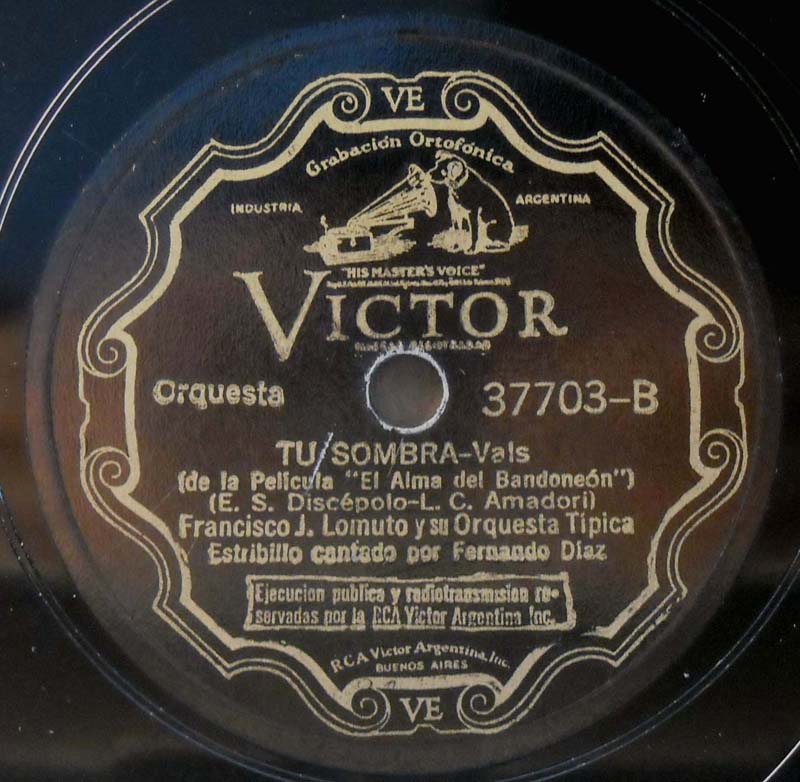 VE
Grabación Ortofónica
INDUSTRIA ARGENTINA
"HIS MASTER'S VOICE"
VICTOR
Orquesta 37703-B
TU SOMBRA-Vals
(de la Película "El Alma del Bandoneón")
(E. S. Discépolo-L. C. Amadori)
Francisco J. Lomuto y su Orquesta Típica
Estribillo cantado por Fernando Díaz
Ejecucion publica y radiotransmision re-
servadas por la RCA Victor Argentina Inc.
RCA Victor Argentina, Inc.
BUENOS AIRES
VE